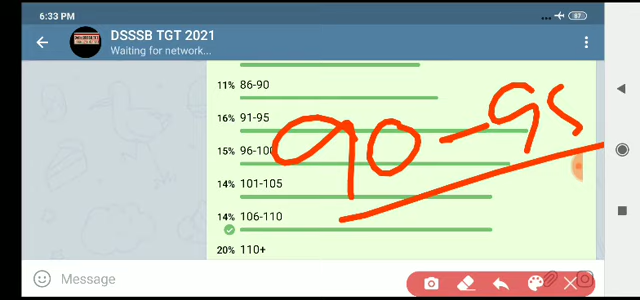 6:33 PM
87
DSSSB TGT 2021
Waiting for network...
11% 86-90
16% 91-95
15% 96-100
14% 101-105
14% 106-110
20% 110+
90-95
Message